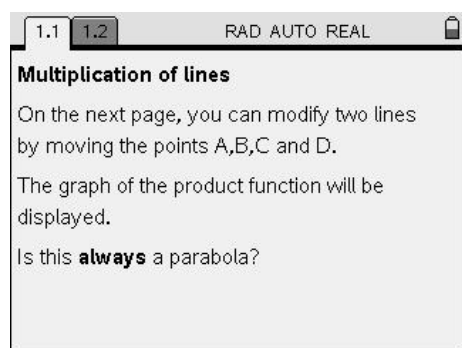 1.1 1.2 RAD AUTO REAL
Multiplication of lines
On the next page, you can modify two lines
by moving the points A,B,C and D.
The graph of the product function will be
displayed.
Is this always a parabola?